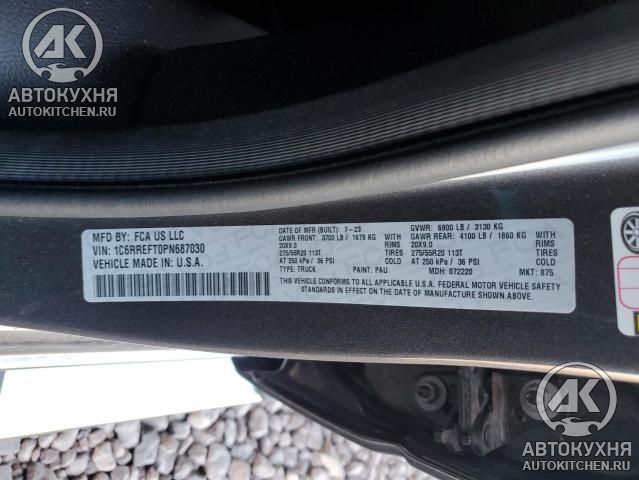 АК
АВТОКУХНЯ
AUTOKITCHEN.RU
MFD BY: FCA US LLC
VIN: 1C6RREFT0PN687030
VEHICLE MADE IN: U.S.A.
DATE OF MFR (BUILT): 7-23
GAWR FRONT: 3700 LB / 1679 KG
20X9.0
275/55R20 113T
TIRES
AT 250 kPa / 36 PSI
COLD
TYPE: TRUCK
PAINT: PAU
GVWR: 6900 LB / 3130 KG
GAWR REAR: 4100 LB / 1860 KG
20X9.0
275/55R20 113T
TIRES
AT 250 kPa / 36 PSI
COLD
MDH: 072220
MKT: 875
THIS VEHICLE CONFORMS TO ALL APPLICABLE U.S.A. FEDERAL MOTOR VEHICLE SAFETY
STANDARDS IN EFFECT ON THE DATE OF MANUFACTURE SHOWN ABOVE.
АК
АВТОКУХНЯ
AUTOKITCHEN.RU